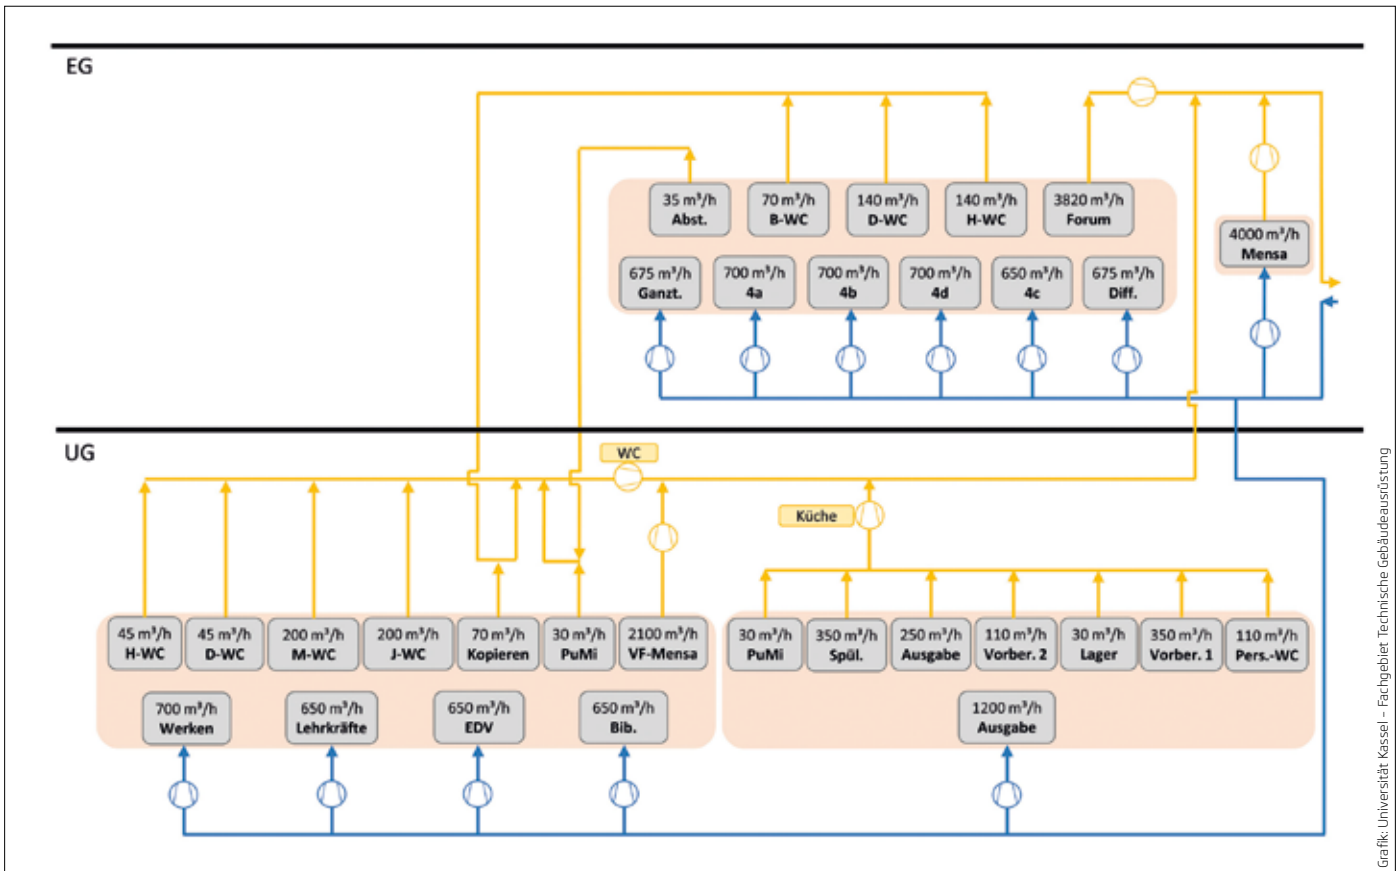 EG
35 m³/h
Abst.
70 m³/h
B-WC
140 m³/h
D-WC
140 m³/h
H-WC
3820 m³/h
Forum
4000 m³/h
Mensa
675 m³/h
Ganzt.
700 m³/h
4a
700 m³/h
4b
700 m³/h
4d
650 m³/h
4c
675 m³/h
Diff.
UG
WC
Küche
45 m³/h
H-WC
45 m³/h
D-WC
200 m³/h
M-WC
200 m³/h
J-WC
70 m³/h
Kopieren
30 m³/h
PuMi
2100 m³/h
VF-Mensa
30 m³/h
PuMi
350 m³/h
Spül.
250 m³/h
Ausgabe
110 m³/h
Vorber. 2
30 m³/h
Lager
350 m³/h
Vorber. 1
110 m³/h
Pers.-WC
700 m³/h
Werken
650 m³/h
Lehrkräfte
650 m³/h
EDV
650 m³/h
Bib.
1200 m³/h
Ausgabe
Grafik: Universität Kassel – Fachgebiet Technische Gebäudeausrüstung